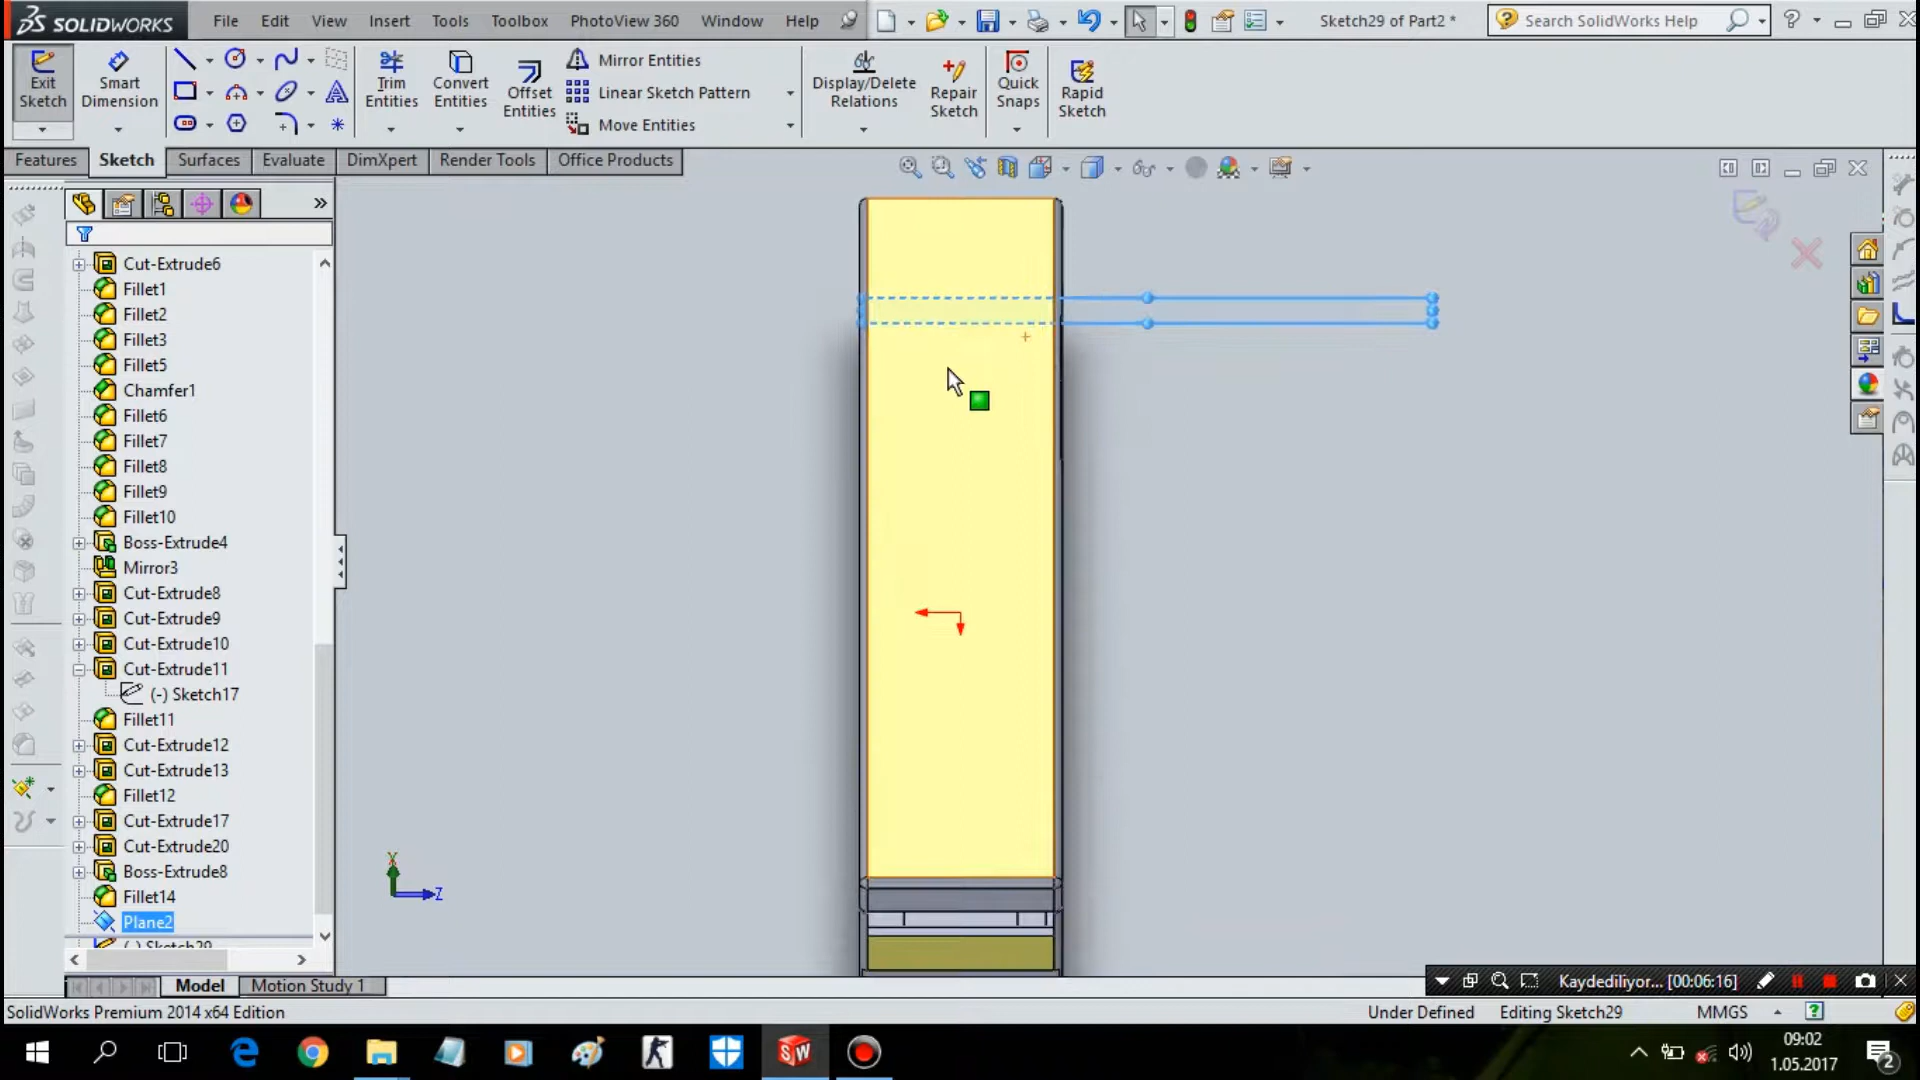 SOLIDWORKS File Edit View Insert Tools Toolbox PhotoView 360 Window Help Sketch29 of Part2 * Search SolidWorks Help
Exit Sketch
Smart Dimension
Trim Entities
Convert Entities
Offset Entities
Mirror Entities
Linear Sketch Pattern
Move Entities
Display/Delete Relations
Repair Sketch
Quick Snaps
Rapid Sketch
Features Sketch Surfaces Evaluate DimXpert Render Tools Office Products
Cut-Extrude6
Fillet1
Fillet2
Fillet3
Fillet5
Chamfer1
Fillet6
Fillet7
Fillet8
Fillet9
Fillet10
Boss-Extrude4
Mirror3
Cut-Extrude8
Cut-Extrude9
Cut-Extrude10
Cut-Extrude11
(-) Sketch17
Fillet11
Cut-Extrude12
Cut-Extrude13
Fillet12
Cut-Extrude17
Cut-Extrude20
Boss-Extrude8
Fillet14
Plane2
(-) Sketch29
Y
Z
Model Motion Study 1
Kaydediliyor... [00:06:16]
SolidWorks Premium 2014 x64 Edition Under Defined Editing Sketch29 MMGS
SW
09:02
1.05.2017
2